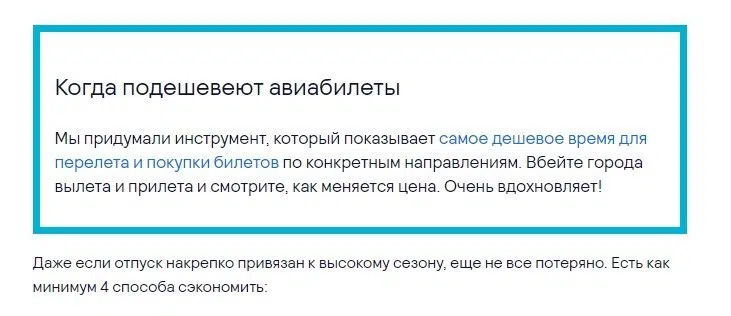 Когда подешевеют авиабилеты
Мы придумали инструмент, который показывает самое дешевое время для
перелета и покупки билетов по конкретным направлениям. Вбейте города
вылета и прилета и смотрите, как меняется цена. Очень вдохновляет!
Даже если отпуск накрепко привязан к высокому сезону, еще не все потеряно. Есть как
минимум 4 способа сэкономить: